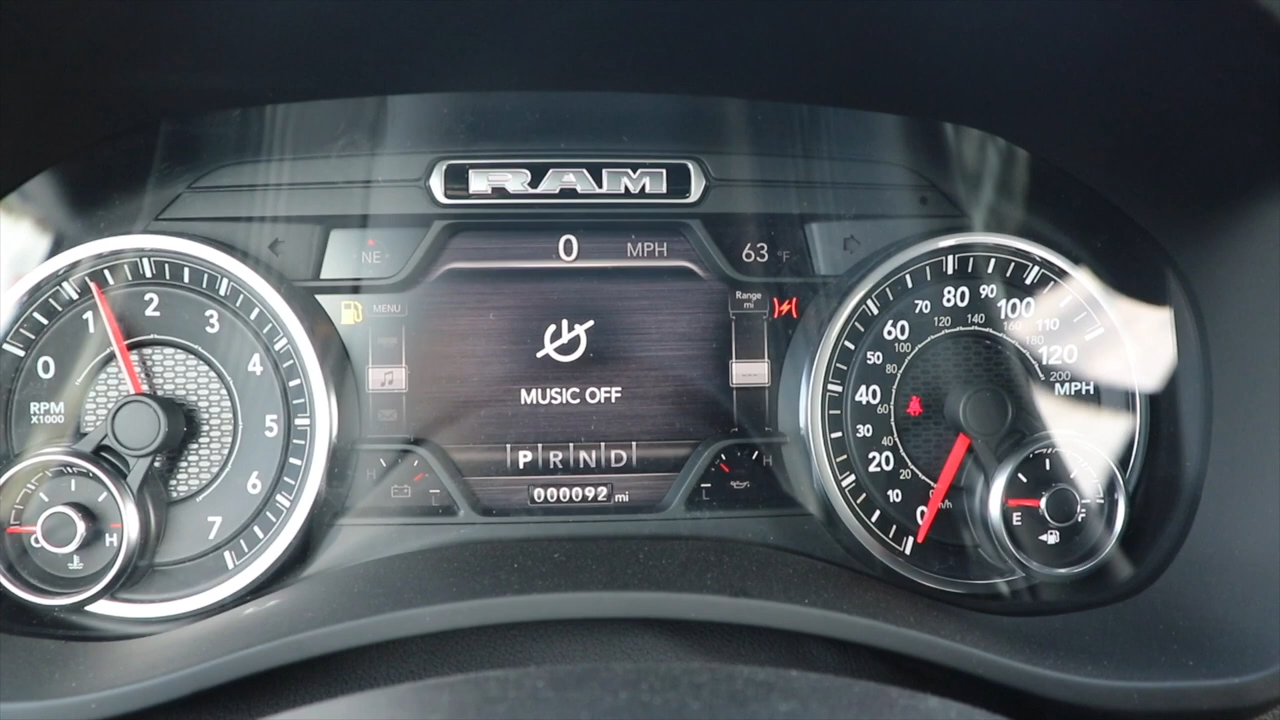 RAM
0 MPH
NE
63 °F
MENU
Range
mi
MUSIC OFF
P R N D
000092 mi
0 1 2 3 4 5 6 7
RPM
X1000
C H
H
L H
0 10 20 30 40 50 60 70 80 90 100 110 120
MPH
20 40 60 80 100 120 140 160 180 200
km/h
E F